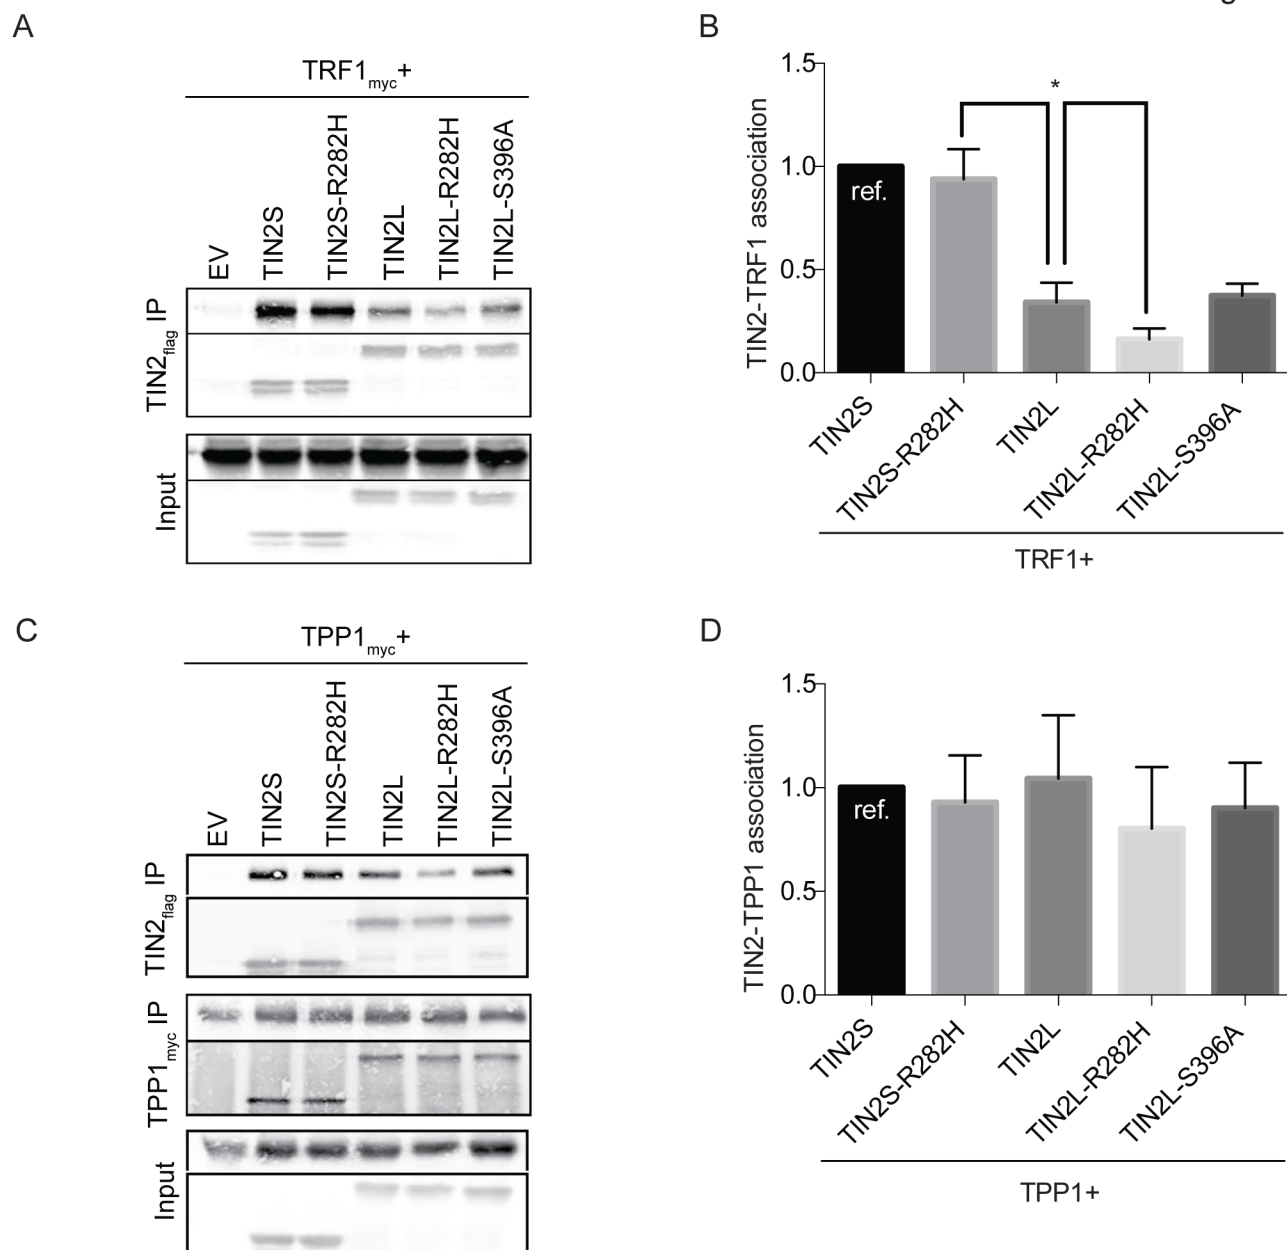 A
TRF1myc+
EV
TIN2S
TIN2S-R282H
TIN2L
TIN2L-R282H
TIN2L-S396A
TIN2flag IP
Input
B
TIN2-TRF1 association
1.5
1.0
0.5
0.0
*
ref.
TIN2S
TIN2S-R282H
TIN2L
TIN2L-R282H
TIN2L-S396A
TRF1+
C
TPP1myc+
EV
TIN2S
TIN2S-R282H
TIN2L
TIN2L-R282H
TIN2L-S396A
TIN2flag IP
TPP1myc IP
Input
D
TIN2-TPP1 association
1.5
1.0
0.5
0.0
ref.
TIN2S
TIN2S-R282H
TIN2L
TIN2L-R282H
TIN2L-S396A
TPP1+